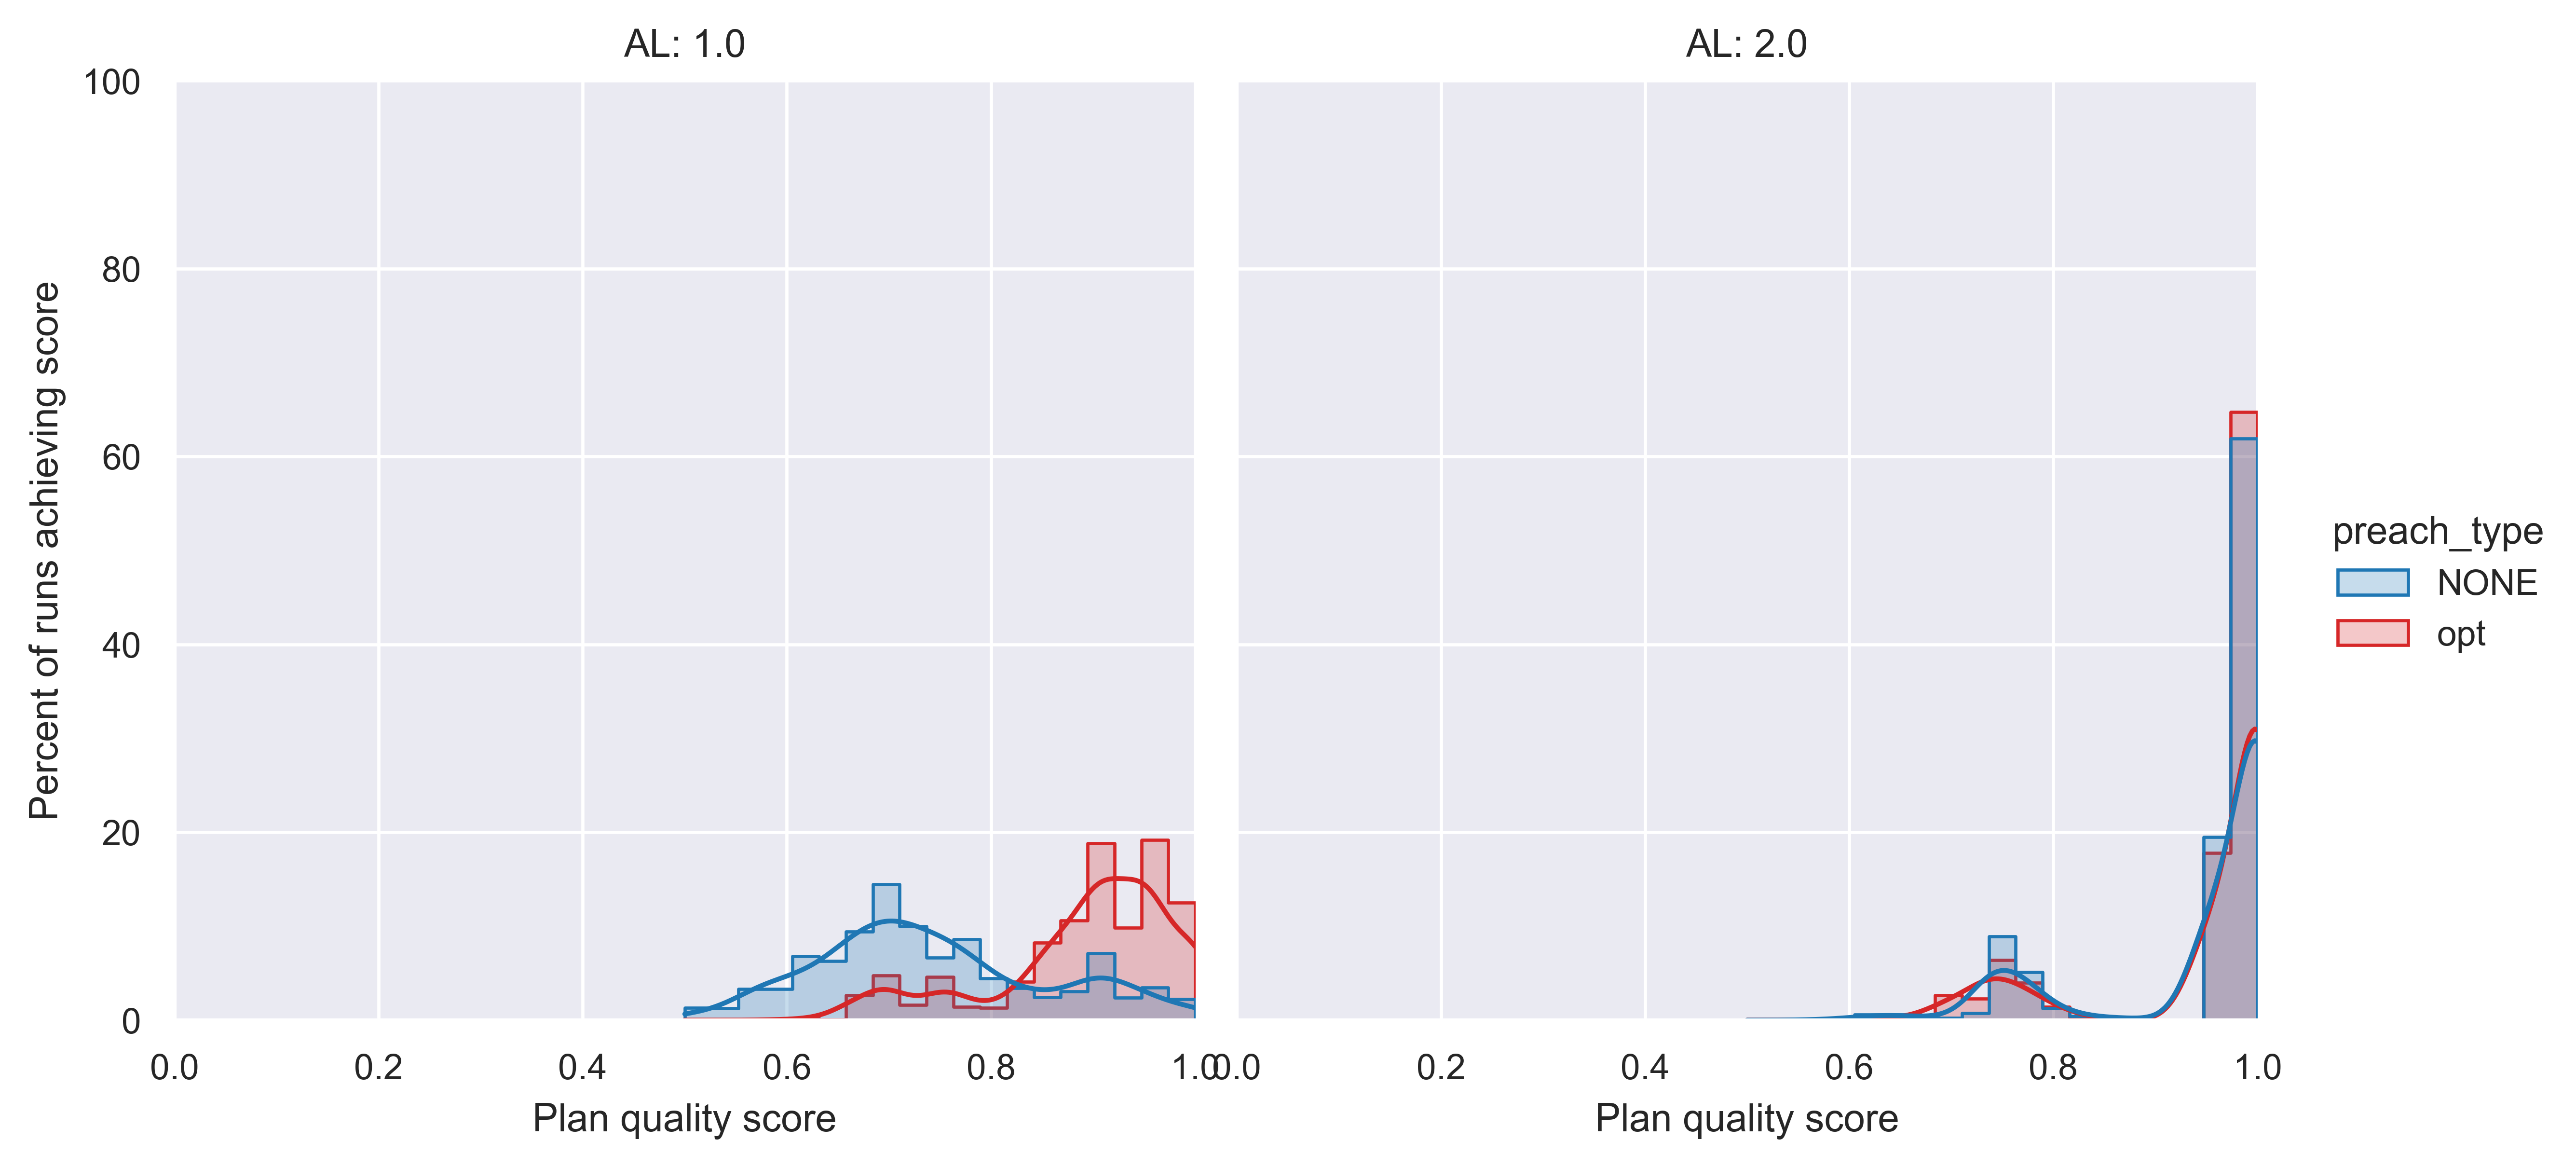 AL: 1.0
AL: 2.0
Percent of runs achieving score
100
80
60
40
20
0
0.0 0.2 0.4 0.6 0.8 1.0
0.0 0.2 0.4 0.6 0.8 1.0
Plan quality score
Plan quality score
preach_type
NONE
opt